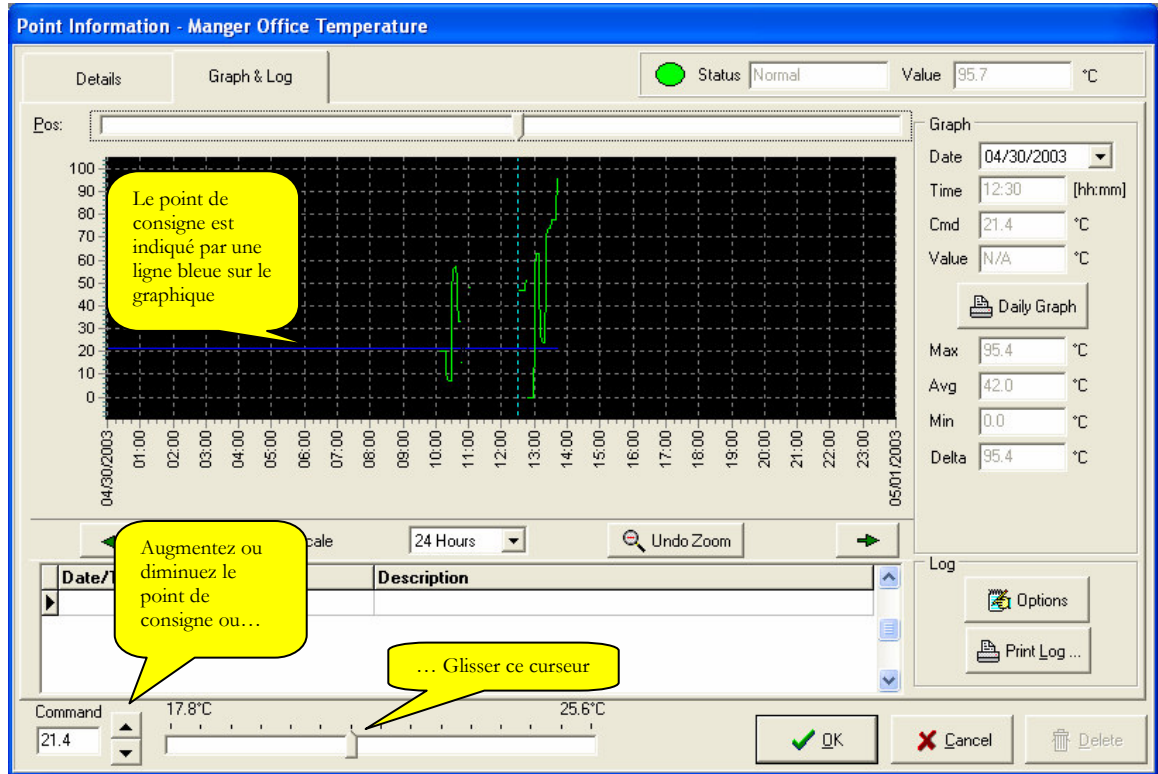 Point Information - Manger Office Temperature
Details
Graph & Log
Status Normal
Value 95.7 °C
Pos:
100
90
80
70
60
50
40
30
20
10
0
Le point de
consigne est
indiqué par une
ligne bleue sur le
graphique
04/30/2003
01:00
02:00
03:00
04:00
05:00
06:00
07:00
08:00
09:00
10:00
11:00
12:00
13:00
14:00
15:00
16:00
17:00
18:00
19:00
20:00
21:00
22:00
23:00
05/01/2003
Graph
Date 04/30/2003
Time 12:30 [hh:mm]
Cmd 21.4 °C
Value N/A °C
Daily Graph
Max 95.4 °C
Avg 42.0 °C
Min 0.0 °C
Delta 95.4 °C
cale
24 Hours
Undo Zoom
Augmentez ou
diminuez le
point de
consigne ou…
Date/T
Description
Log
Options
Print Log ...
… Glisser ce curseur
Command
21.4
17.8°C
25.6°C
OK
Cancel
Delete